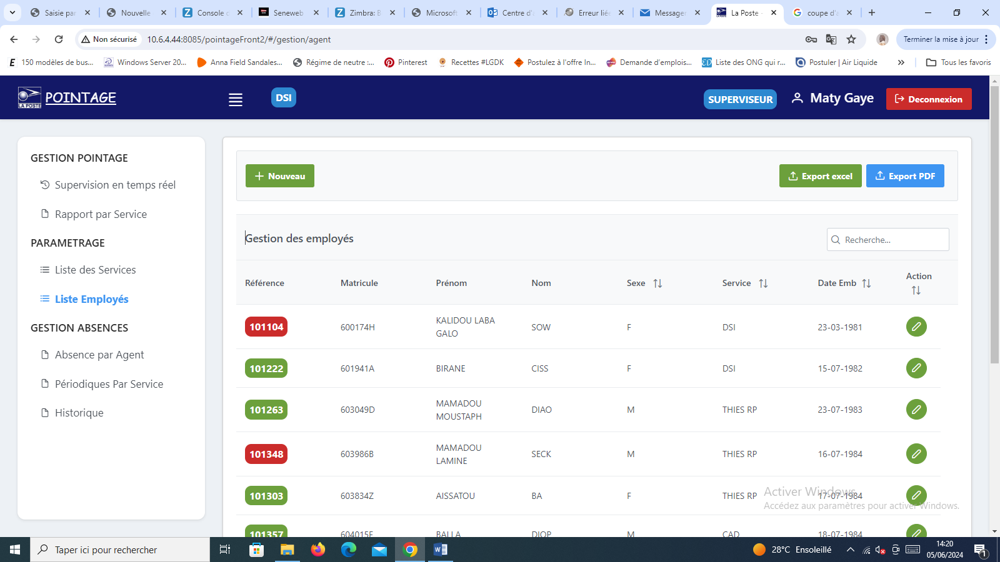 Saisie par
Nouvelle
Console d
Seneweb
Zimbra: B
Microsoft
Centre d'a
Erreur liée
Messager
La Poste -
coupe d'a
Non sécurisé
10.6.4.44:8085/pointageFront2/#/gestion/agent
Terminer la mise à jour
150 modèles de bus...
Windows Server 20...
Anna Field Sandales...
Régime de neutre :...
Pinterest
Recettes #LGDK
Postulez à l'offre In...
Demande d'emplois...
Liste des ONG qui r...
Postuler | Air Liquide
Tous les favoris
LA POSTE
POINTAGE
DSI
SUPERVISEUR
Maty Gaye
Deconnexion
GESTION POINTAGE
Supervision en temps réel
Rapport par Service
PARAMETRAGE
Liste des Services
Liste Employés
GESTION ABSENCES
Absence par Agent
Périodiques Par Service
Historique
Nouveau
Export excel
Export PDF
Gestion des employés
Recherche...
Référence Matricule Prénom Nom Sexe Service Date Emb Action
101104 600174H KALIDOU LABA GALO SOW F DSI 23-03-1981
101222 601941A BIRANE CISS F DSI 15-07-1982
101263 603049D MAMADOU MOUSTAPH DIAO M THIES RP 23-07-1983
101348 603986B MAMADOU LAMINE SECK M THIES RP 16-07-1984
101303 603834Z AISSATOU BA F THIES RP 17-07-1984
101357 604015F BALLA DIOP M CAD 18-07-1984
Activer Windows
Accédez aux paramètres pour activer Windows.
Taper ici pour rechercher
28°C Ensoleillé
14:20
05/06/2024
1